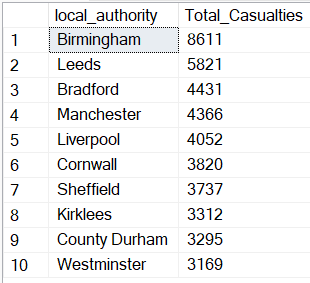 local_authority Total_Casualties
1 Birmingham 8611
2 Leeds 5821
3 Bradford 4431
4 Manchester 4366
5 Liverpool 4052
6 Cornwall 3820
7 Sheffield 3737
8 Kirklees 3312
9 County Durham 3295
10 Westminster 3169